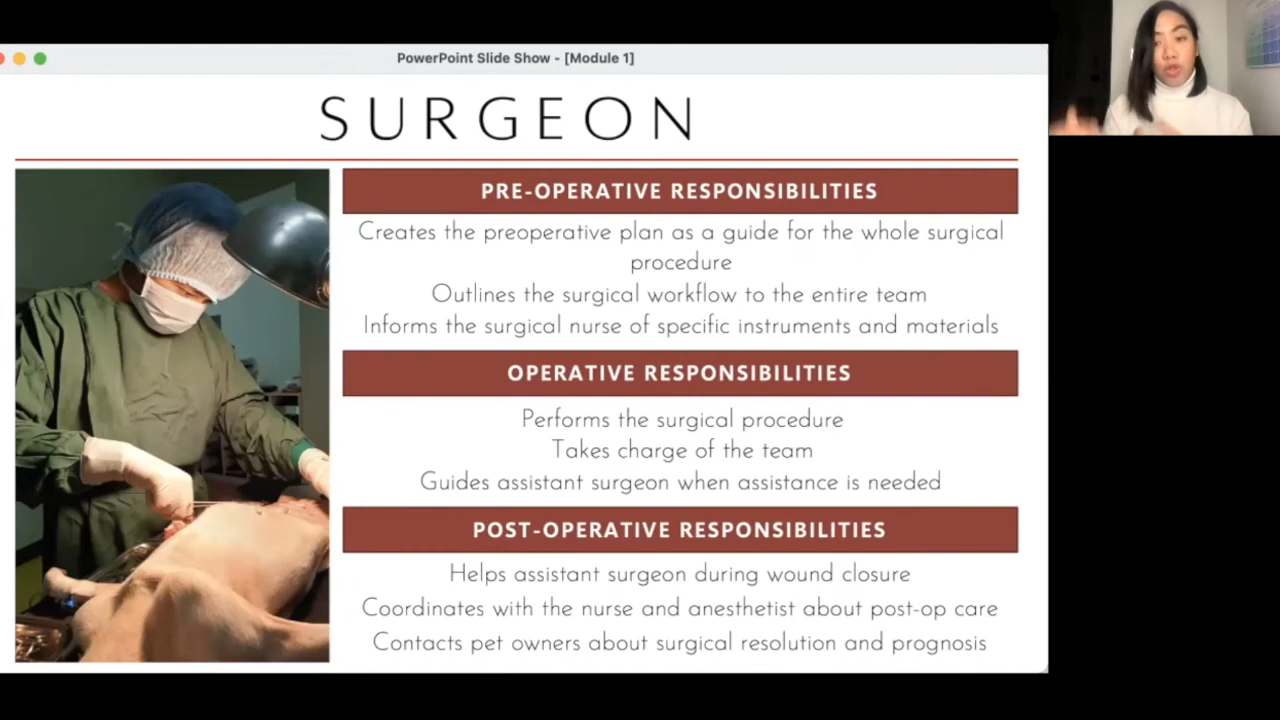 PowerPoint Slide Show - [Module 1]
SURGEON
PRE-OPERATIVE RESPONSIBILITIES
Creates the preoperative plan as a guide for the whole surgical
procedure
Outlines the surgical workflow to the entire team
Informs the surgical nurse of specific instruments and materials
OPERATIVE RESPONSIBILITIES
Performs the surgical procedure
Takes charge of the team
Guides assistant surgeon when assistance is needed
POST-OPERATIVE RESPONSIBILITIES
Helps assistant surgeon during wound closure
Coordinates with the nurse and anesthetist about post-op care
Contacts pet owners about surgical resolution and prognosis